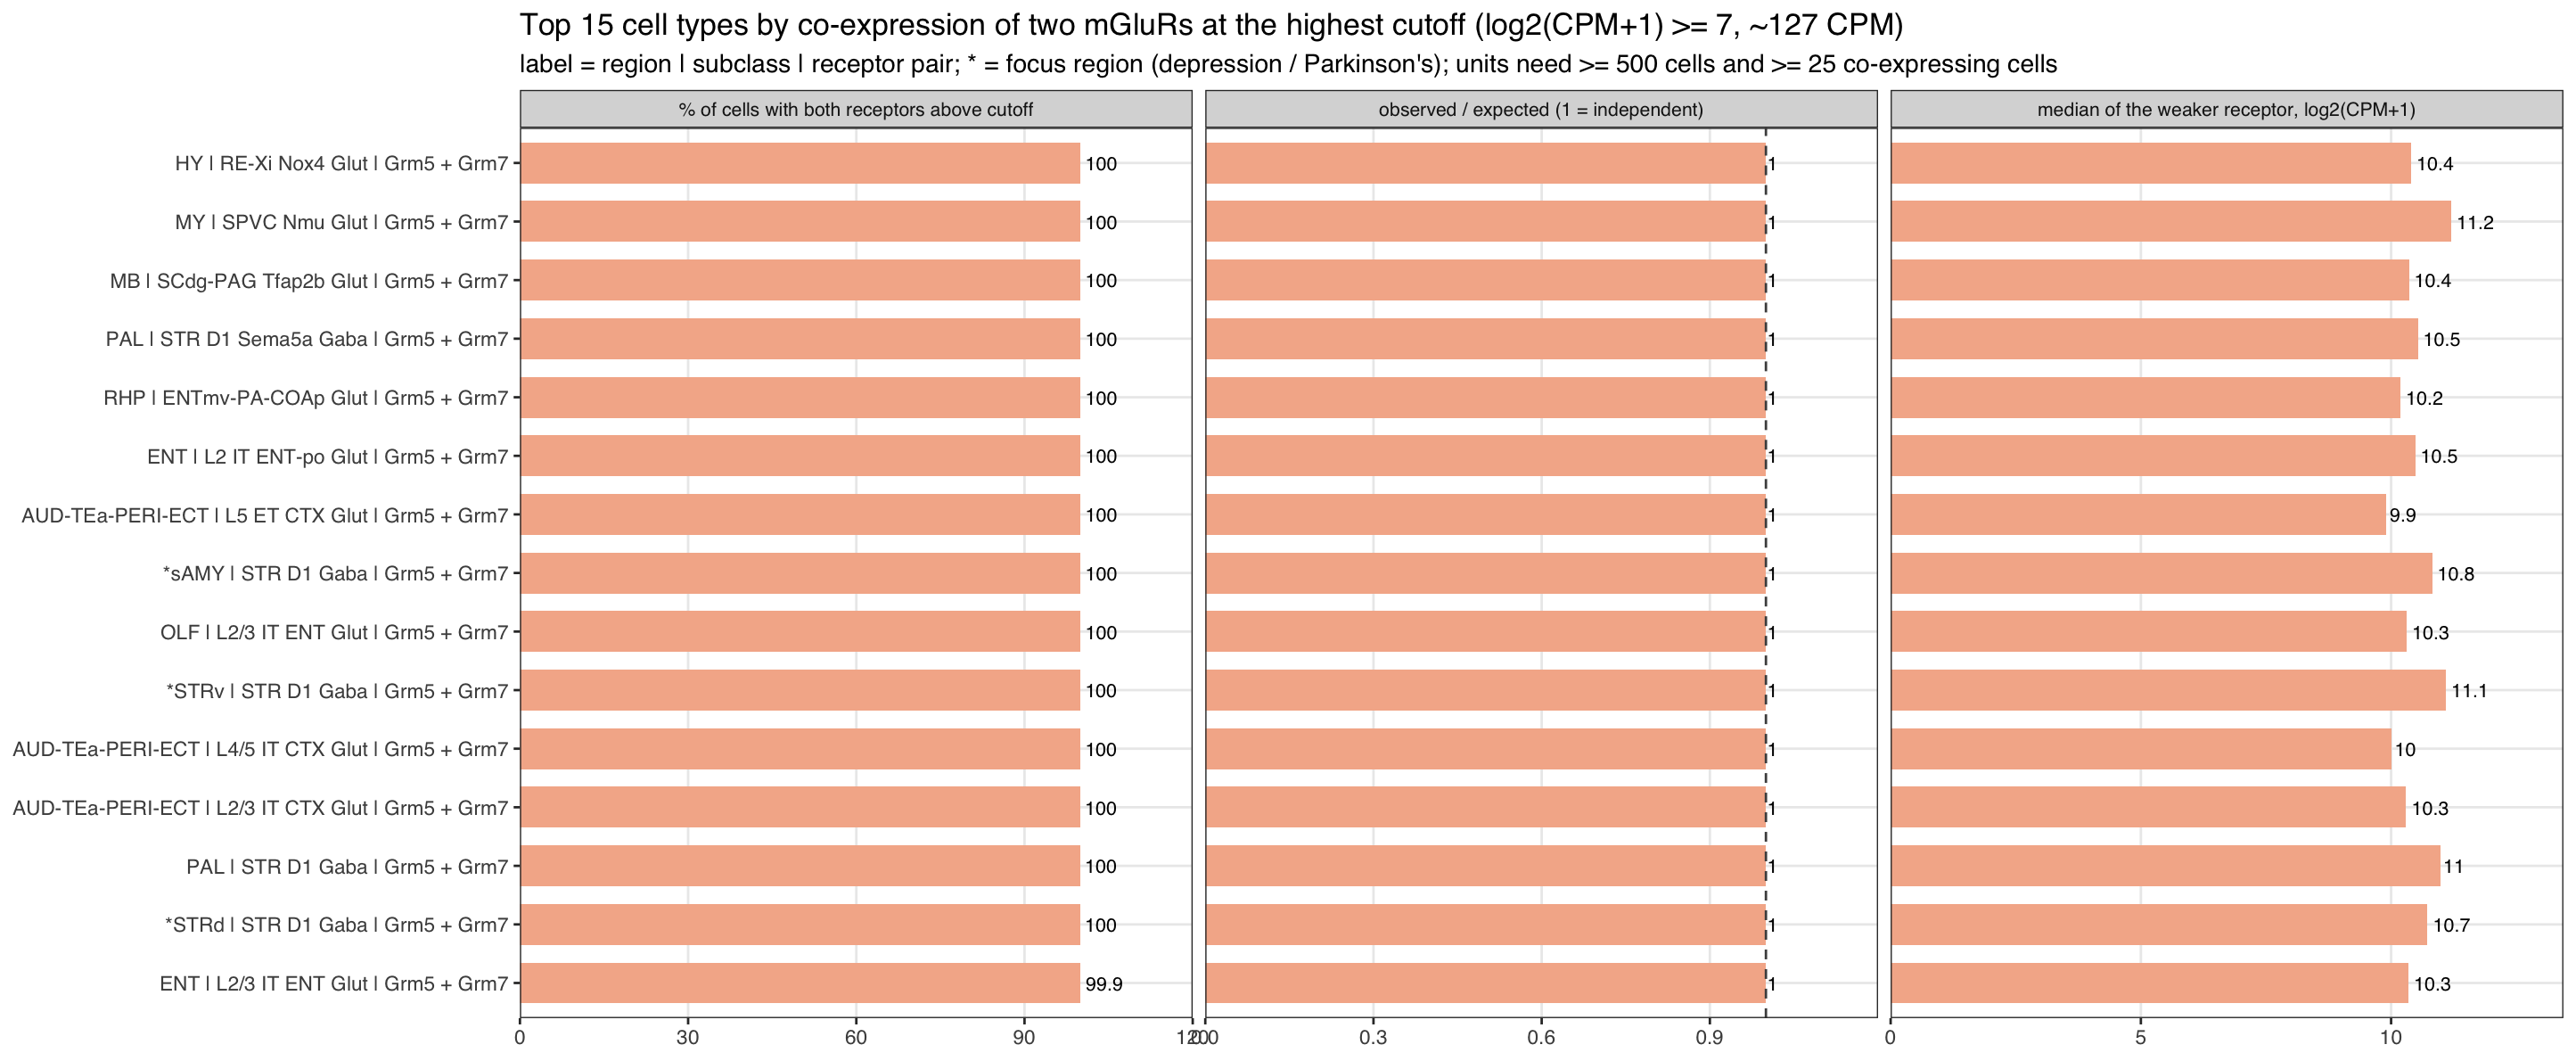 Top 15 cell types by co-expression of two mGluRs at the highest cutoff (log2(CPM+1) >= 7, ~127 CPM)
label = region | subclass | receptor pair; * = focus region (depression / Parkinson's); units need >= 500 cells and >= 25 co-expressing cells
% of cells with both receptors above cutoff
observed / expected (1 = independent)
median of the weaker receptor, log2(CPM+1)
HY | RE-Xi Nox4 Glut | Grm5 + Grm7 100 1 10.4
MY | SPVC Nmu Glut | Grm5 + Grm7 100 1 11.2
MB | SCdg-PAG Tfap2b Glut | Grm5 + Grm7 100 1 10.4
PAL | STR D1 Sema5a Gaba | Grm5 + Grm7 100 1 10.5
RHP | ENTmv-PA-COAp Glut | Grm5 + Grm7 100 1 10.2
ENT | L2 IT ENT-po Glut | Grm5 + Grm7 100 1 10.5
AUD-TEa-PERI-ECT | L5 ET CTX Glut | Grm5 + Grm7 100 1 9.9
*sAMY | STR D1 Gaba | Grm5 + Grm7 100 1 10.8
OLF | L2/3 IT ENT Glut | Grm5 + Grm7 100 1 10.3
*STRv | STR D1 Gaba | Grm5 + Grm7 100 1 11.1
AUD-TEa-PERI-ECT | L4/5 IT CTX Glut | Grm5 + Grm7 100 1 10
AUD-TEa-PERI-ECT | L2/3 IT CTX Glut | Grm5 + Grm7 100 1 10.3
PAL | STR D1 Gaba | Grm5 + Grm7 100 1 11
*STRd | STR D1 Gaba | Grm5 + Grm7 100 1 10.7
ENT | L2/3 IT ENT Glut | Grm5 + Grm7 99.9 1 10.3
0 30 60 90 120 0.0 0.3 0.6 0.9 0 5 10